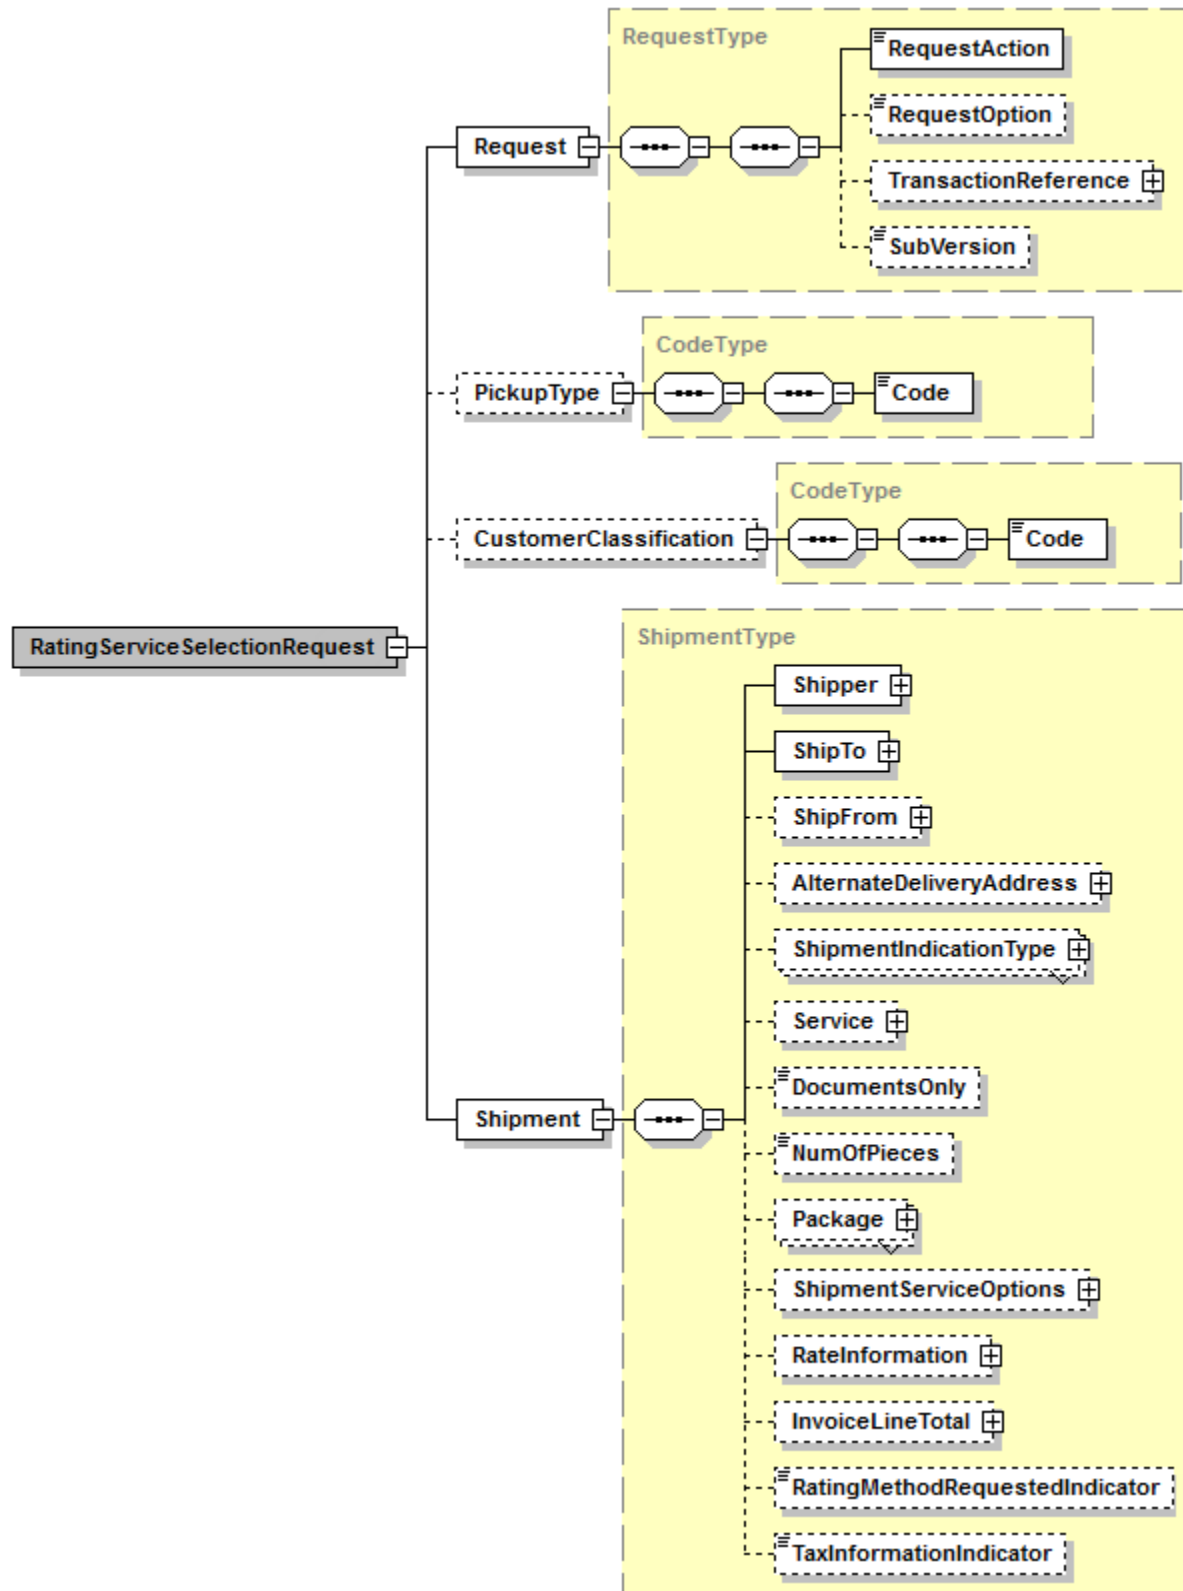 RequestType
RequestAction
RequestOption
Request
TransactionReference
SubVersion
CodeType
PickupType
Code
CodeType
CustomerClassification
Code
ShipmentType
RatingServiceSelectionRequest
Shipper
ShipTo
ShipFrom
AlternateDeliveryAddress
ShipmentIndicationType
Service
DocumentsOnly
Shipment
NumOfPieces
Package
ShipmentServiceOptions
RateInformation
InvoiceLineTotal
RatingMethodRequestedIndicator
TaxInformationIndicator